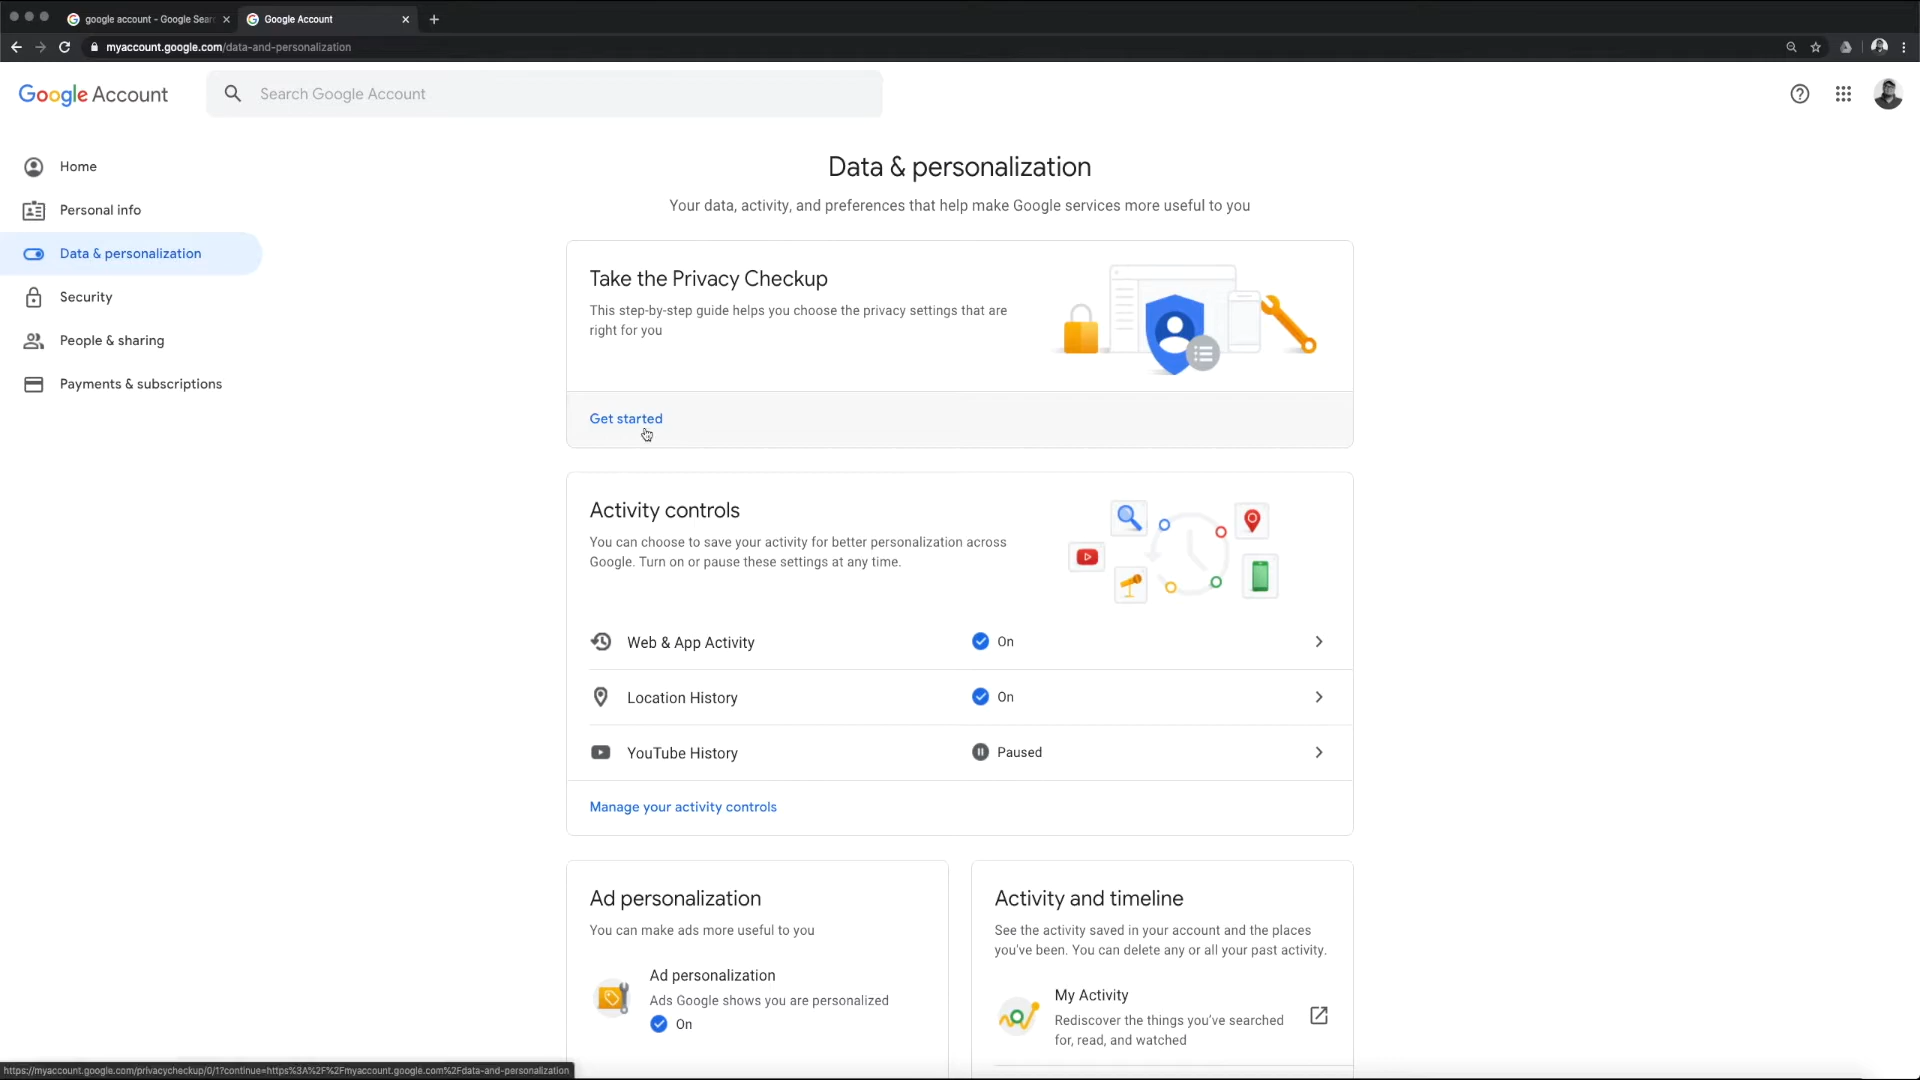 google account - Google Sear
Google Account
myaccount.google.com/data-and-personalization
Google Account
Search Google Account
Home
Personal info
Data & personalization
Security
People & sharing
Payments & subscriptions
Data & personalization
Your data, activity, and preferences that help make Google services more useful to you
Take the Privacy Checkup
This step-by-step guide helps you choose the privacy settings that are
right for you
Get started
Activity controls
You can choose to save your activity for better personalization across
Google. Turn on or pause these settings at any time.
Web & App Activity
On
Location History
On
YouTube History
Paused
Manage your activity controls
Ad personalization
You can make ads more useful to you
Ad personalization
Ads Google shows you are personalized
On
Activity and timeline
See the activity saved in your account and the places
you've been. You can delete any or all your past activity.
My Activity
Rediscover the things you've searched
for, read, and watched
https://myaccount.google.com/privacycheckup/0/1?continue=https%3A%2F%2Fmyaccount.google.com%2Fdata-and-personalization